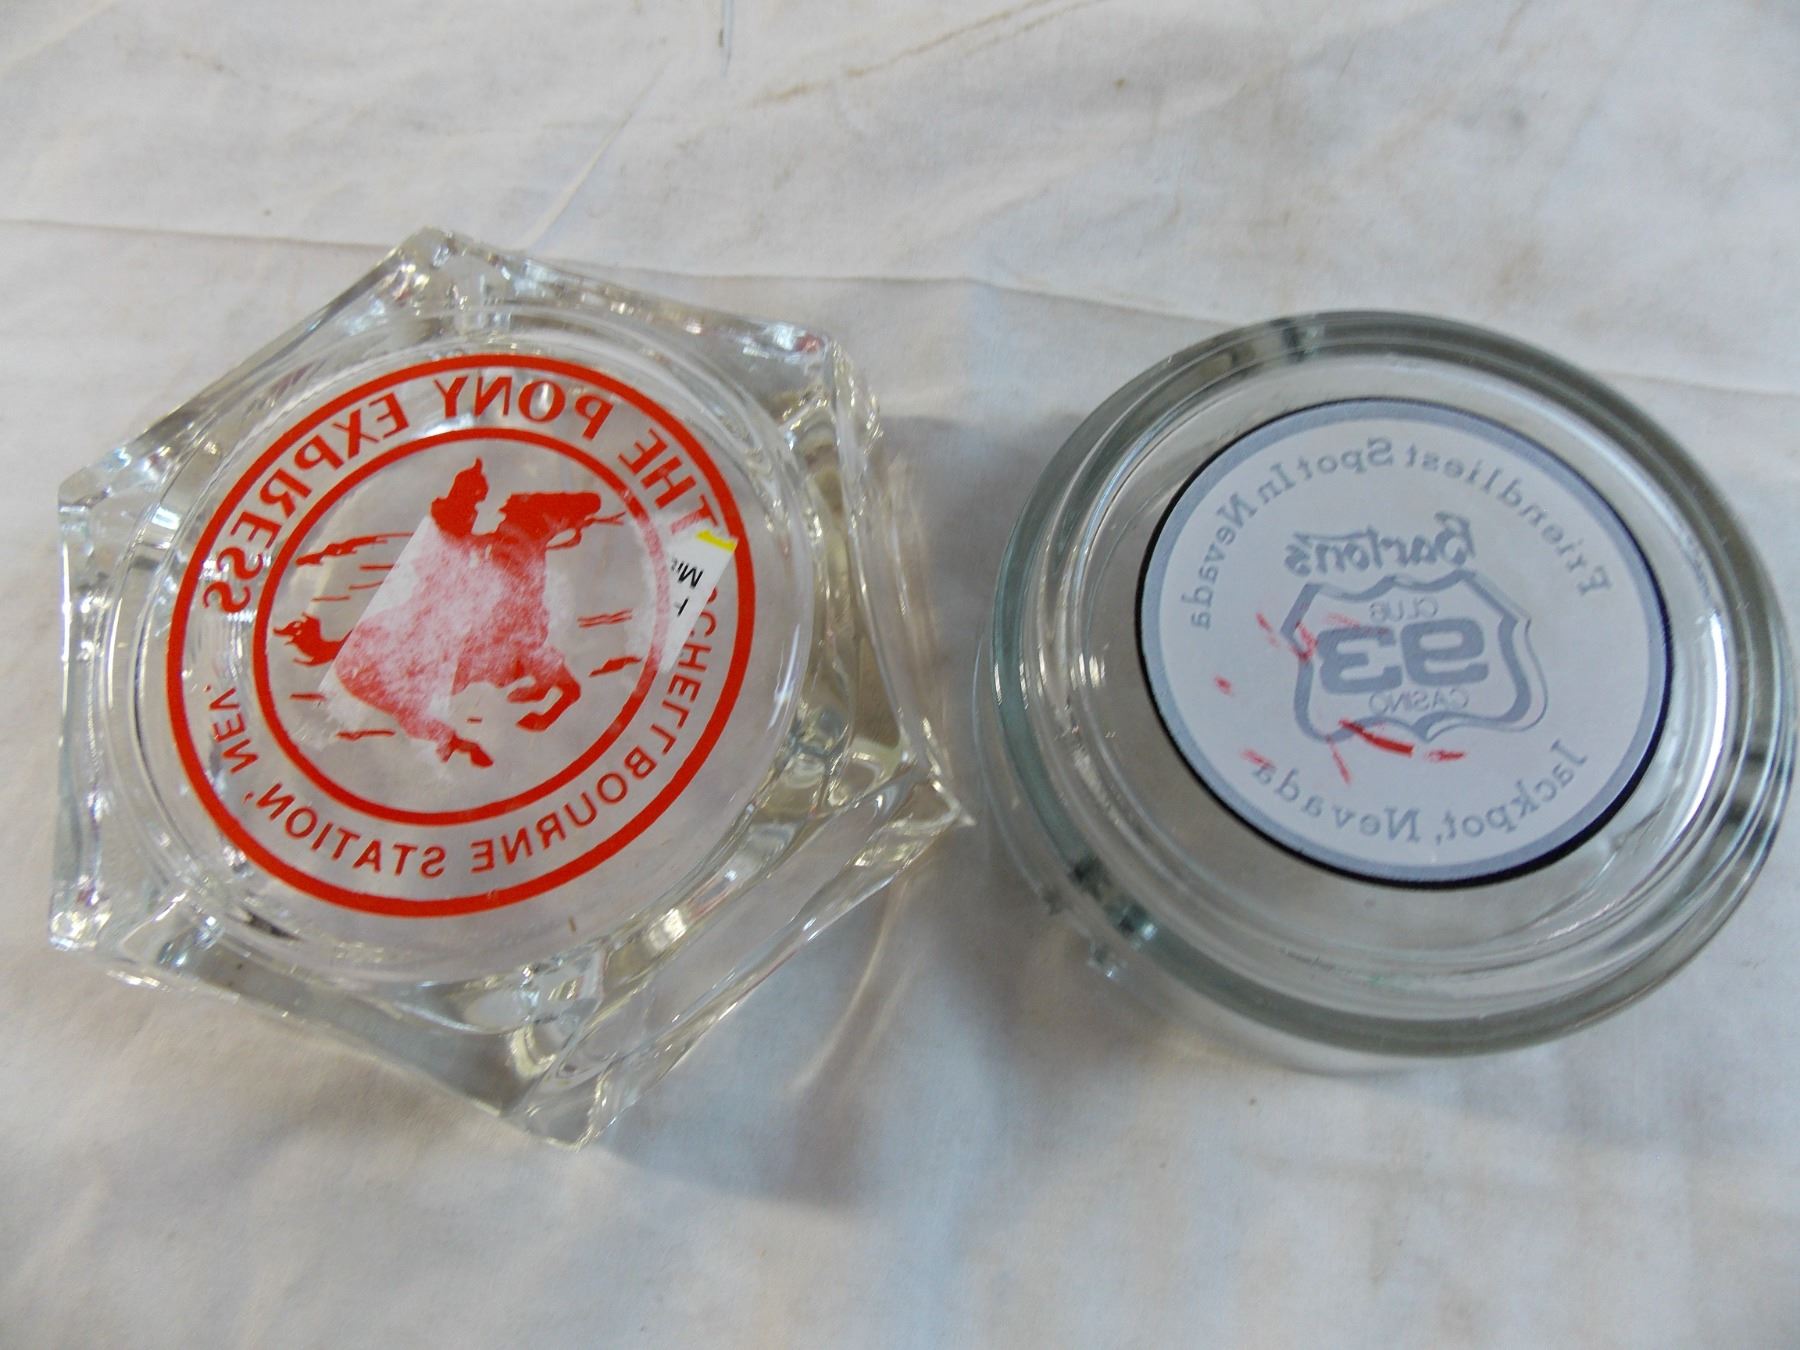 THE PONY EXPRESS
SCHELLBOURNE STATION, NEV.
Friendliest Spot In Nevada
Barton's
CLUB
93
CASINO
Jackpot, Nevada